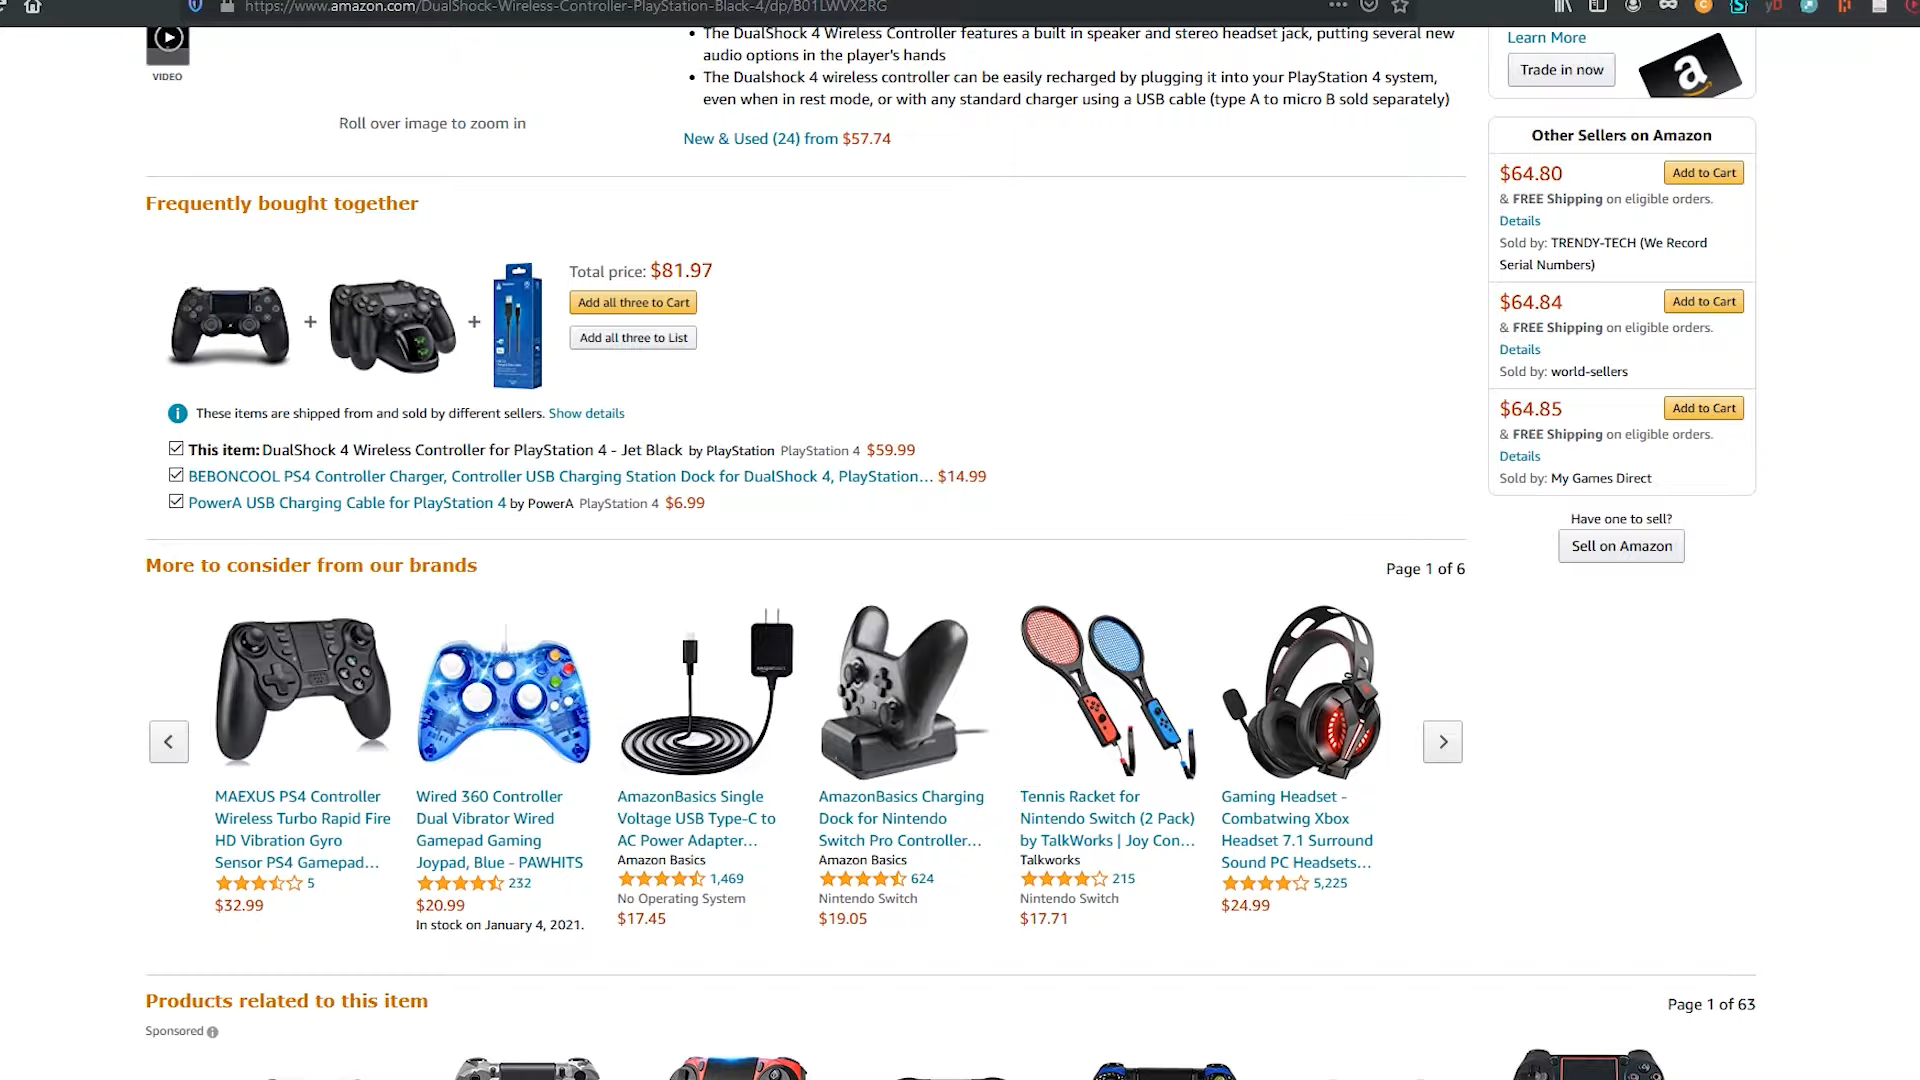 https://www.amazon.com/DualShock-Wireless-Controller-PlayStation-Black-4/dp/B01LWVX2RG
VIDEO
Roll over image to zoom in
• The DualShock 4 Wireless Controller features a built in speaker and stereo headset jack, putting several new
audio options in the player's hands
• The Dualshock 4 wireless controller can be easily recharged by plugging it into your PlayStation 4 system,
even when in rest mode, or with any standard charger using a USB cable (type A to micro B sold separately)
New & Used (24) from $57.74
Learn More
Trade in now
a
Other Sellers on Amazon
$64.80
Add to Cart
& FREE Shipping on eligible orders.
Details
Sold by: TRENDY-TECH (We Record
Serial Numbers)
$64.84
Add to Cart
& FREE Shipping on eligible orders.
Details
Sold by: world-sellers
$64.85
Add to Cart
& FREE Shipping on eligible orders.
Details
Sold by: My Games Direct
Have one to sell?
Sell on Amazon
Frequently bought together
+
+
Total price: $81.97
Add all three to Cart
Add all three to List
These items are shipped from and sold by different sellers. Show details
This item: DualShock 4 Wireless Controller for PlayStation 4 - Jet Black by PlayStation PlayStation 4 $59.99
BEBONCOOL PS4 Controller Charger, Controller USB Charging Station Dock for DualShock 4, PlayStation… $14.99
PowerA USB Charging Cable for PlayStation 4 by PowerA PlayStation 4 $6.99
More to consider from our brands
Page 1 of 6
MAEXUS PS4 Controller
Wireless Turbo Rapid Fire
HD Vibration Gyro
Sensor PS4 Gamepad…
5
$32.99
Wired 360 Controller
Dual Vibrator Wired
Gamepad Gaming
Joypad, Blue - PAWHITS
232
$20.99
In stock on January 4, 2021.
AmazonBasics Single
Voltage USB Type-C to
AC Power Adapter…
Amazon Basics
1,469
No Operating System
$17.45
AmazonBasics Charging
Dock for Nintendo
Switch Pro Controller…
Amazon Basics
624
Nintendo Switch
$19.05
Tennis Racket for
Nintendo Switch (2 Pack)
by TalkWorks | Joy Con…
Talkworks
215
Nintendo Switch
$17.71
Gaming Headset -
Combatwing Xbox
Headset 7.1 Surround
Sound PC Headsets…
5,225
$24.99
Products related to this item
Page 1 of 63
Sponsored